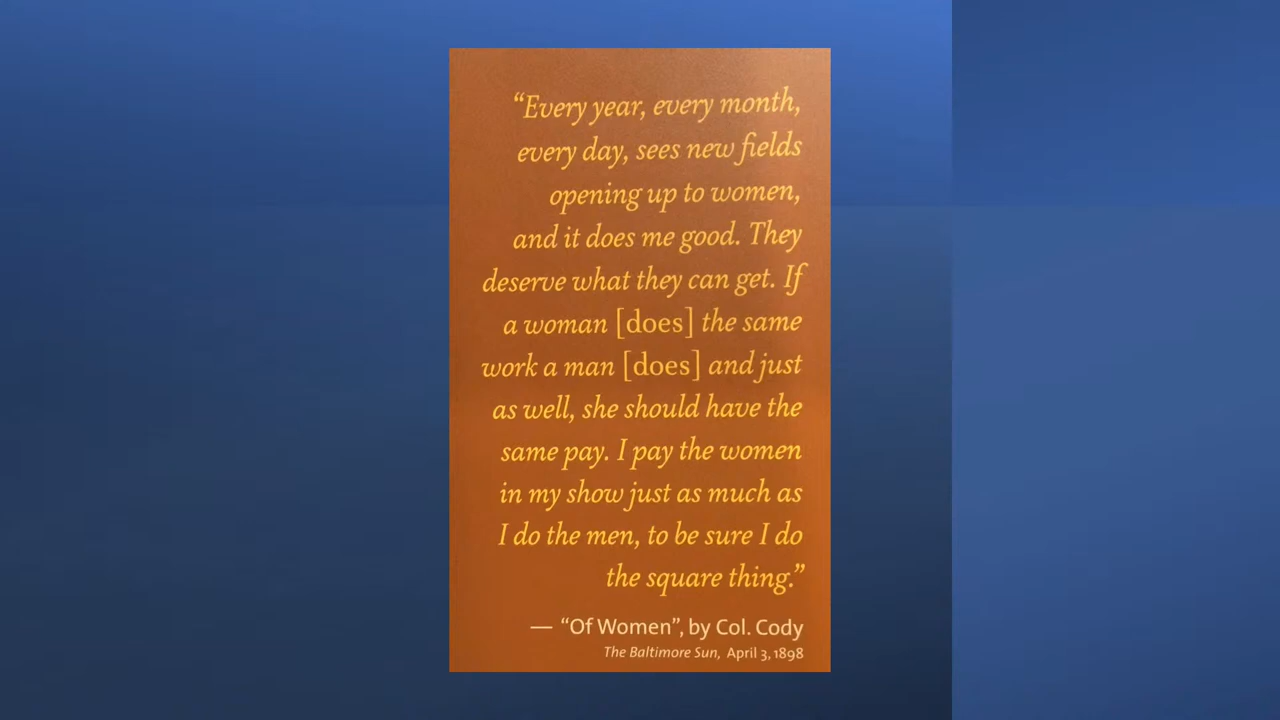 “Every year, every month,
every day, sees new fields
opening up to women,
and it does me good. They
deserve what they can get. If
a woman [does] the same
work a man [does] and just
as well, she should have the
same pay. I pay the women
in my show just as much as
I do the men, to be sure I do
the square thing.”
— “Of Women”, by Col. Cody
The Baltimore Sun, April 3, 1898